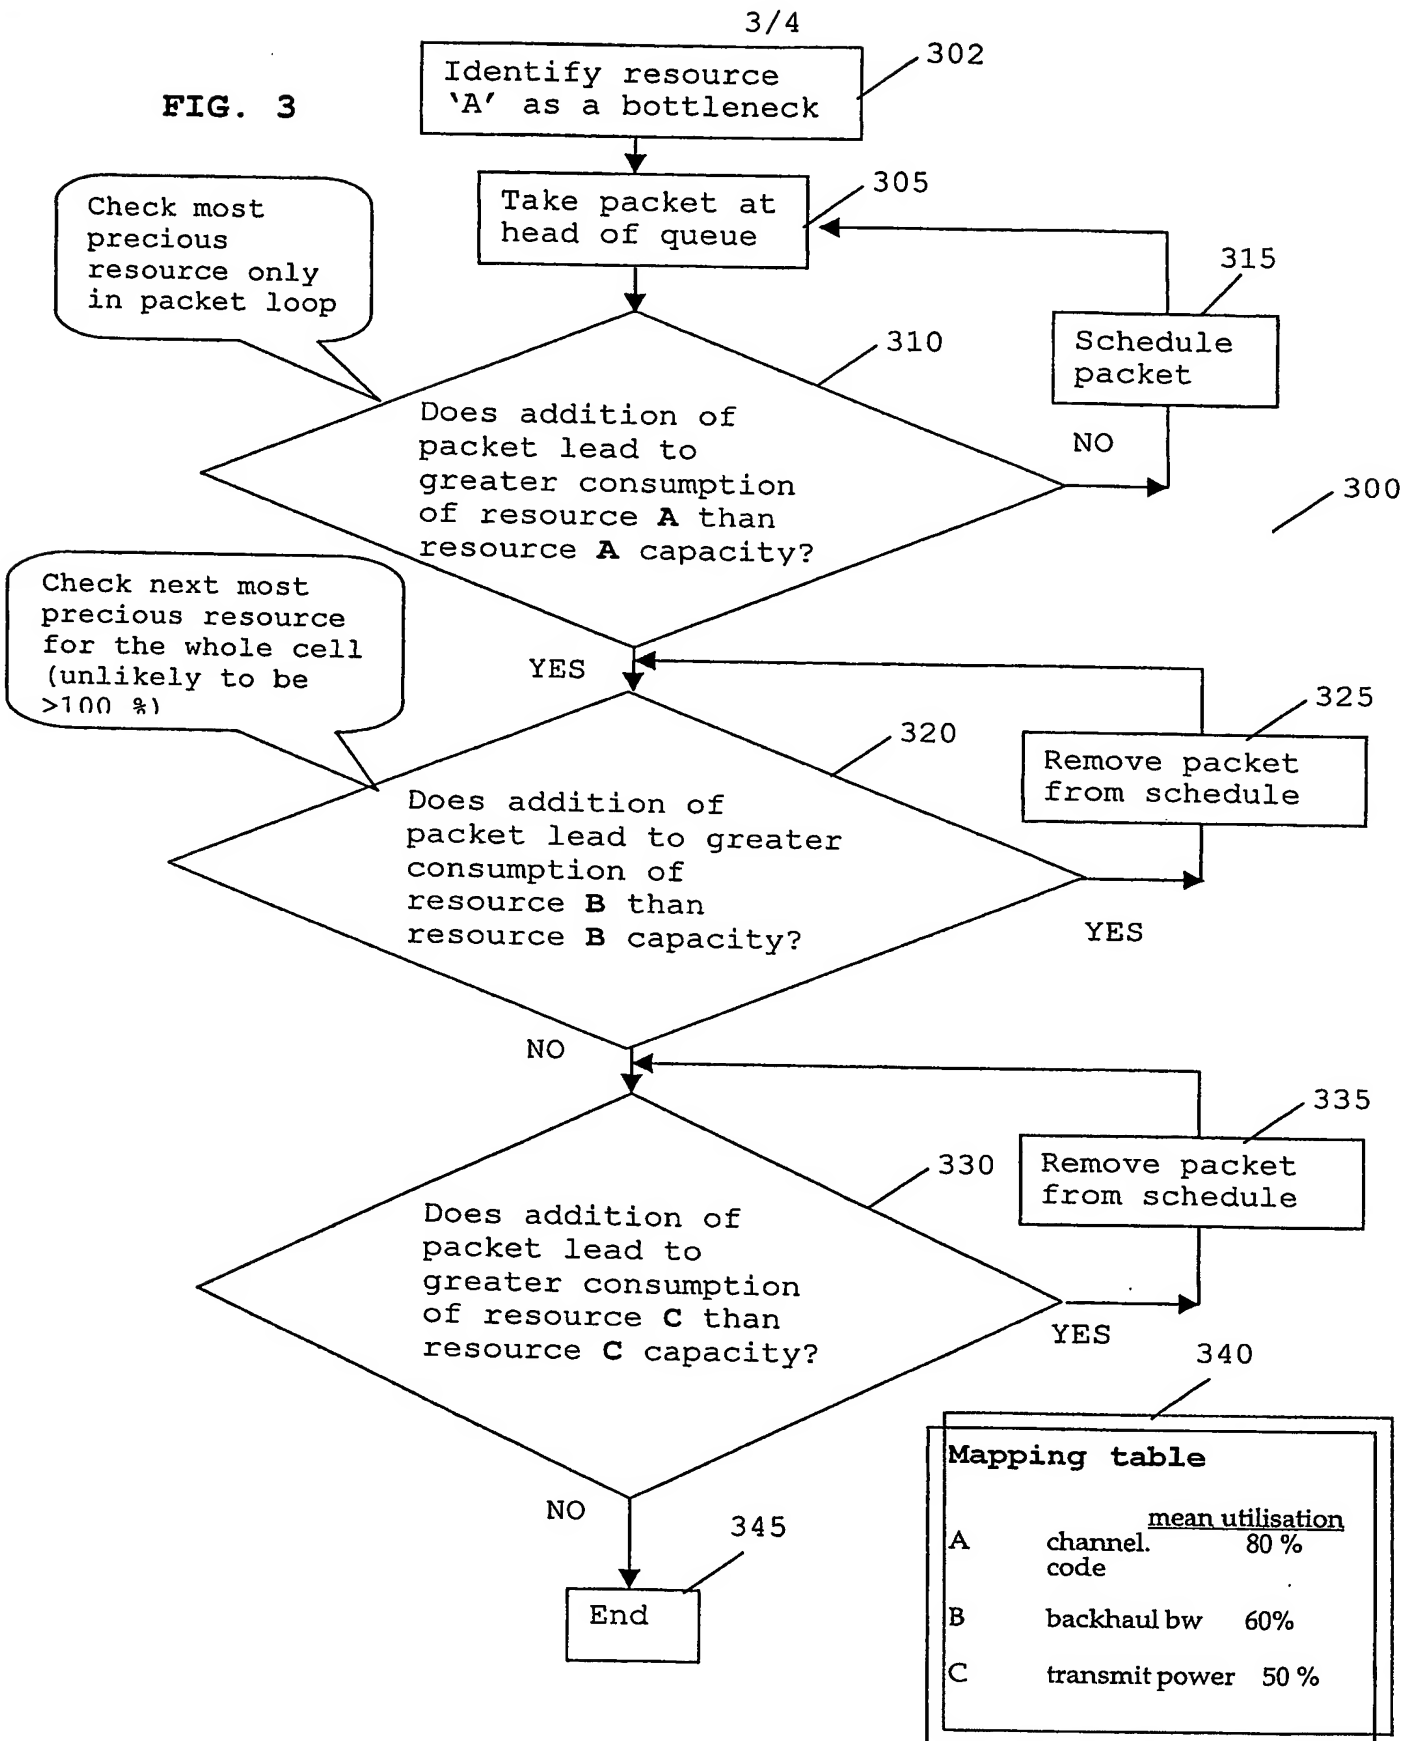 3/4
FIG. 3
Identify resource
'A' as a bottleneck
302
Take packet at
head of queue
305
Check most
precious
resource only
in packet loop
315
Schedule
packet
310
Does addition of
packet lead to
greater consumption
of resource A than
resource A capacity?
NO
300
Check next most
precious resource
for the whole cell
(unlikely to be
>100 %)
YES
325
Remove packet
from schedule
320
Does addition of
packet lead to greater
consumption of
resource B than
resource B capacity?
YES
NO
335
Remove packet
from schedule
330
Does addition of
packet lead to
greater consumption
of resource C than
resource C capacity?
YES
NO
345
End
340
Mapping table
mean utilisation
A channel. 80 %
code
B backhaul bw 60%
C transmit power 50 %